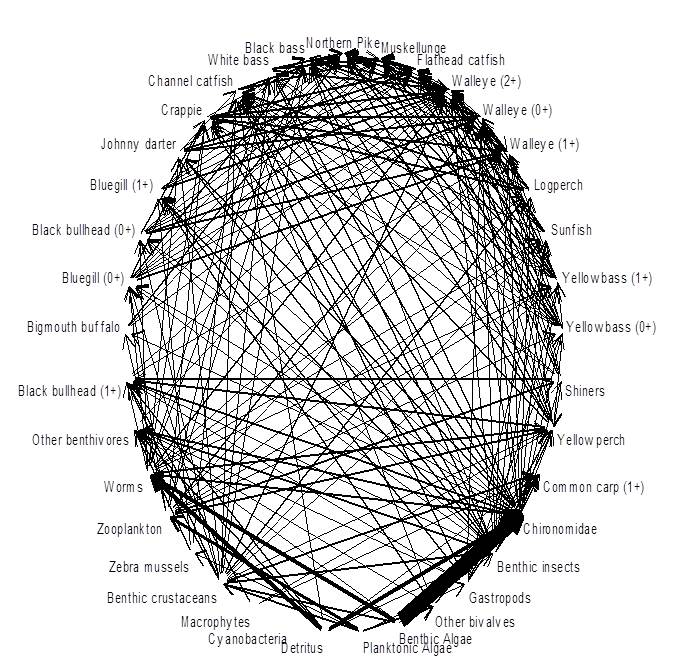 Northern Pike
Black bass
Muskellunge
White bass
Flathead catfish
Channel catfish
Walleye (2+)
Crappie
Walleye (0+)
Johnny darter
Walleye (1+)
Bluegill (1+)
Logperch
Black bullhead (0+)
Sunfish
Bluegill (0+)
Yellowbass (1+)
Bigmouth buffalo
Yellowbass (0+)
Black bullhead (1+)
Shiners
Other benthivores
Yellowperch
Worms
Common carp (1+)
Zooplankton
Chironomidae
Zebra mussels
Benthic insects
Benthic crustaceans
Gastropods
Macrophytes
Other bivalves
Cyanobacteria
Benthic Algae
Detritus
Planktonic Algae